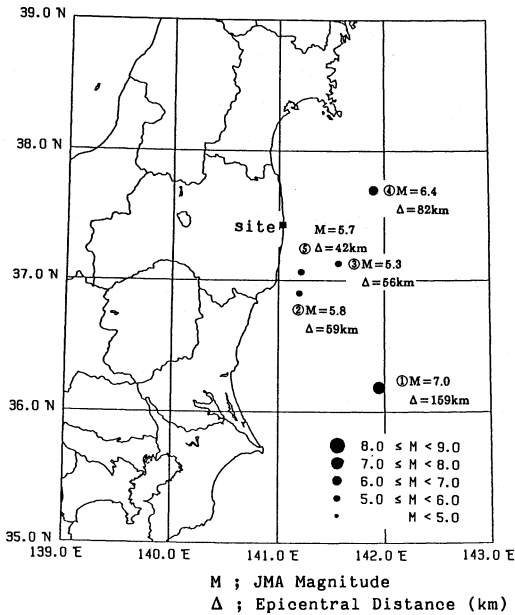 39.0 N
38.0 N
④M=6.4
Δ=82km
site
M=5.7
⑤ Δ=42km
③M=5.3
Δ=56km
37.0 N
②M=5.8
Δ=59km
①M=7.0
Δ=159km
36.0 N
8.0 ≤ M < 9.0
7.0 ≤ M < 8.0
6.0 ≤ M < 7.0
5.0 ≤ M < 6.0
M < 5.0
35.0 N
139.0 E 140.0 E 141.0 E 142.0 E 143.0 E
M ; JMA Magnitude
Δ ; Epicentral Distance (km)